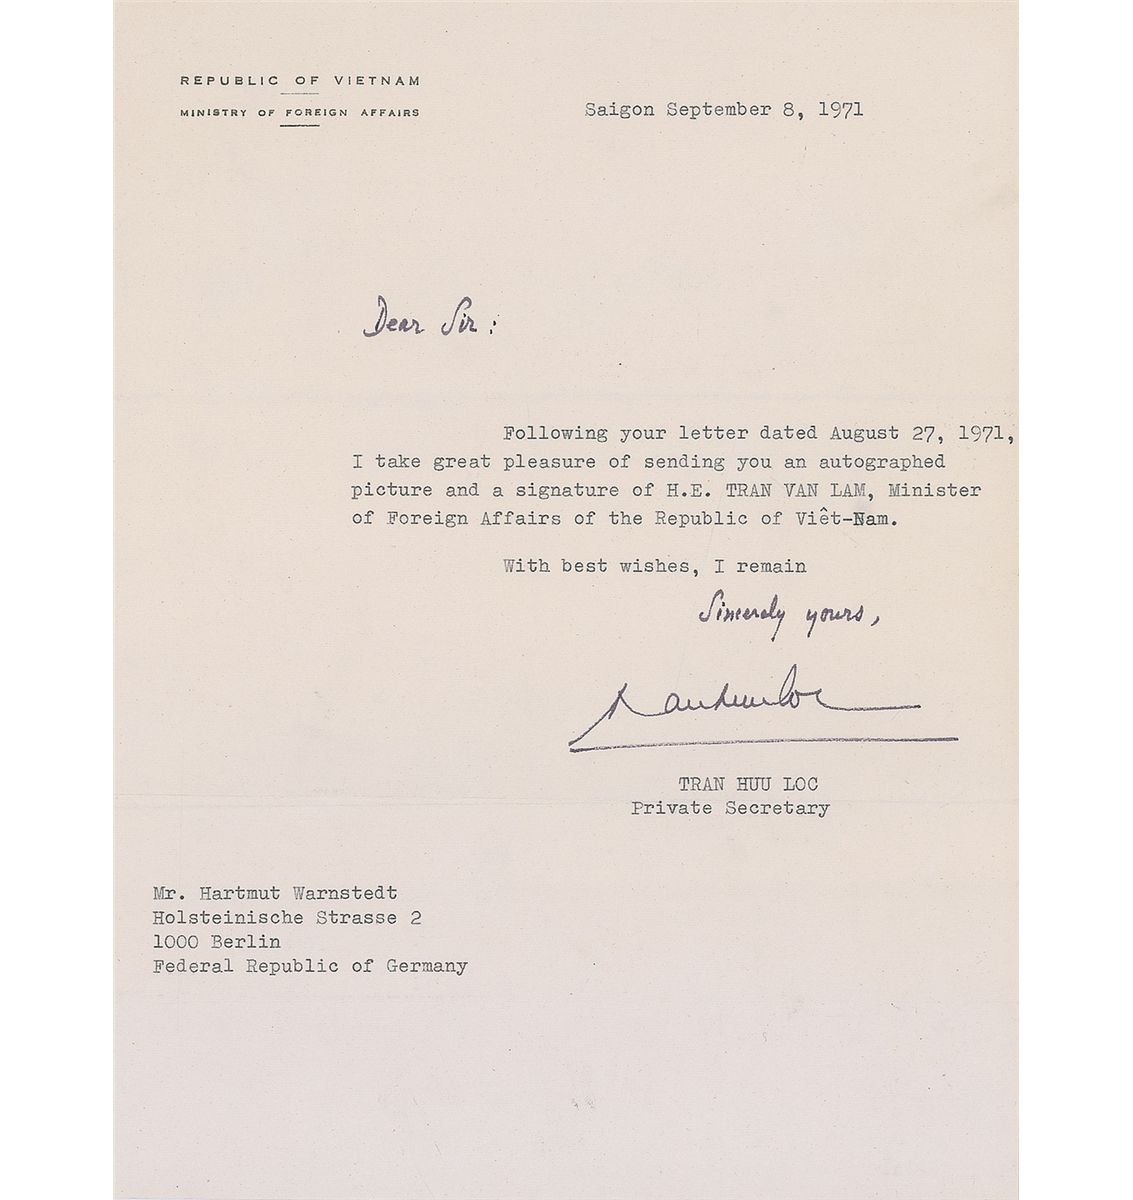 REPUBLIC OF VIETNAM
MINISTRY OF FOREIGN AFFAIRS
Saigon September 8, 1971
Dear Sir:
Following your letter dated August 27, 1971,
I take great pleasure of sending you an autographed
picture and a signature of H.E. TRAN VAN LAM, Minister
of Foreign Affairs of the Republic of Viêt-Nam.
With best wishes, I remain
Sincerely yours,
Tranhuuloc
TRAN HUU LOC
Private Secretary
Mr. Hartmut Warnstedt
Holsteinische Strasse 2
1000 Berlin
Federal Republic of Germany